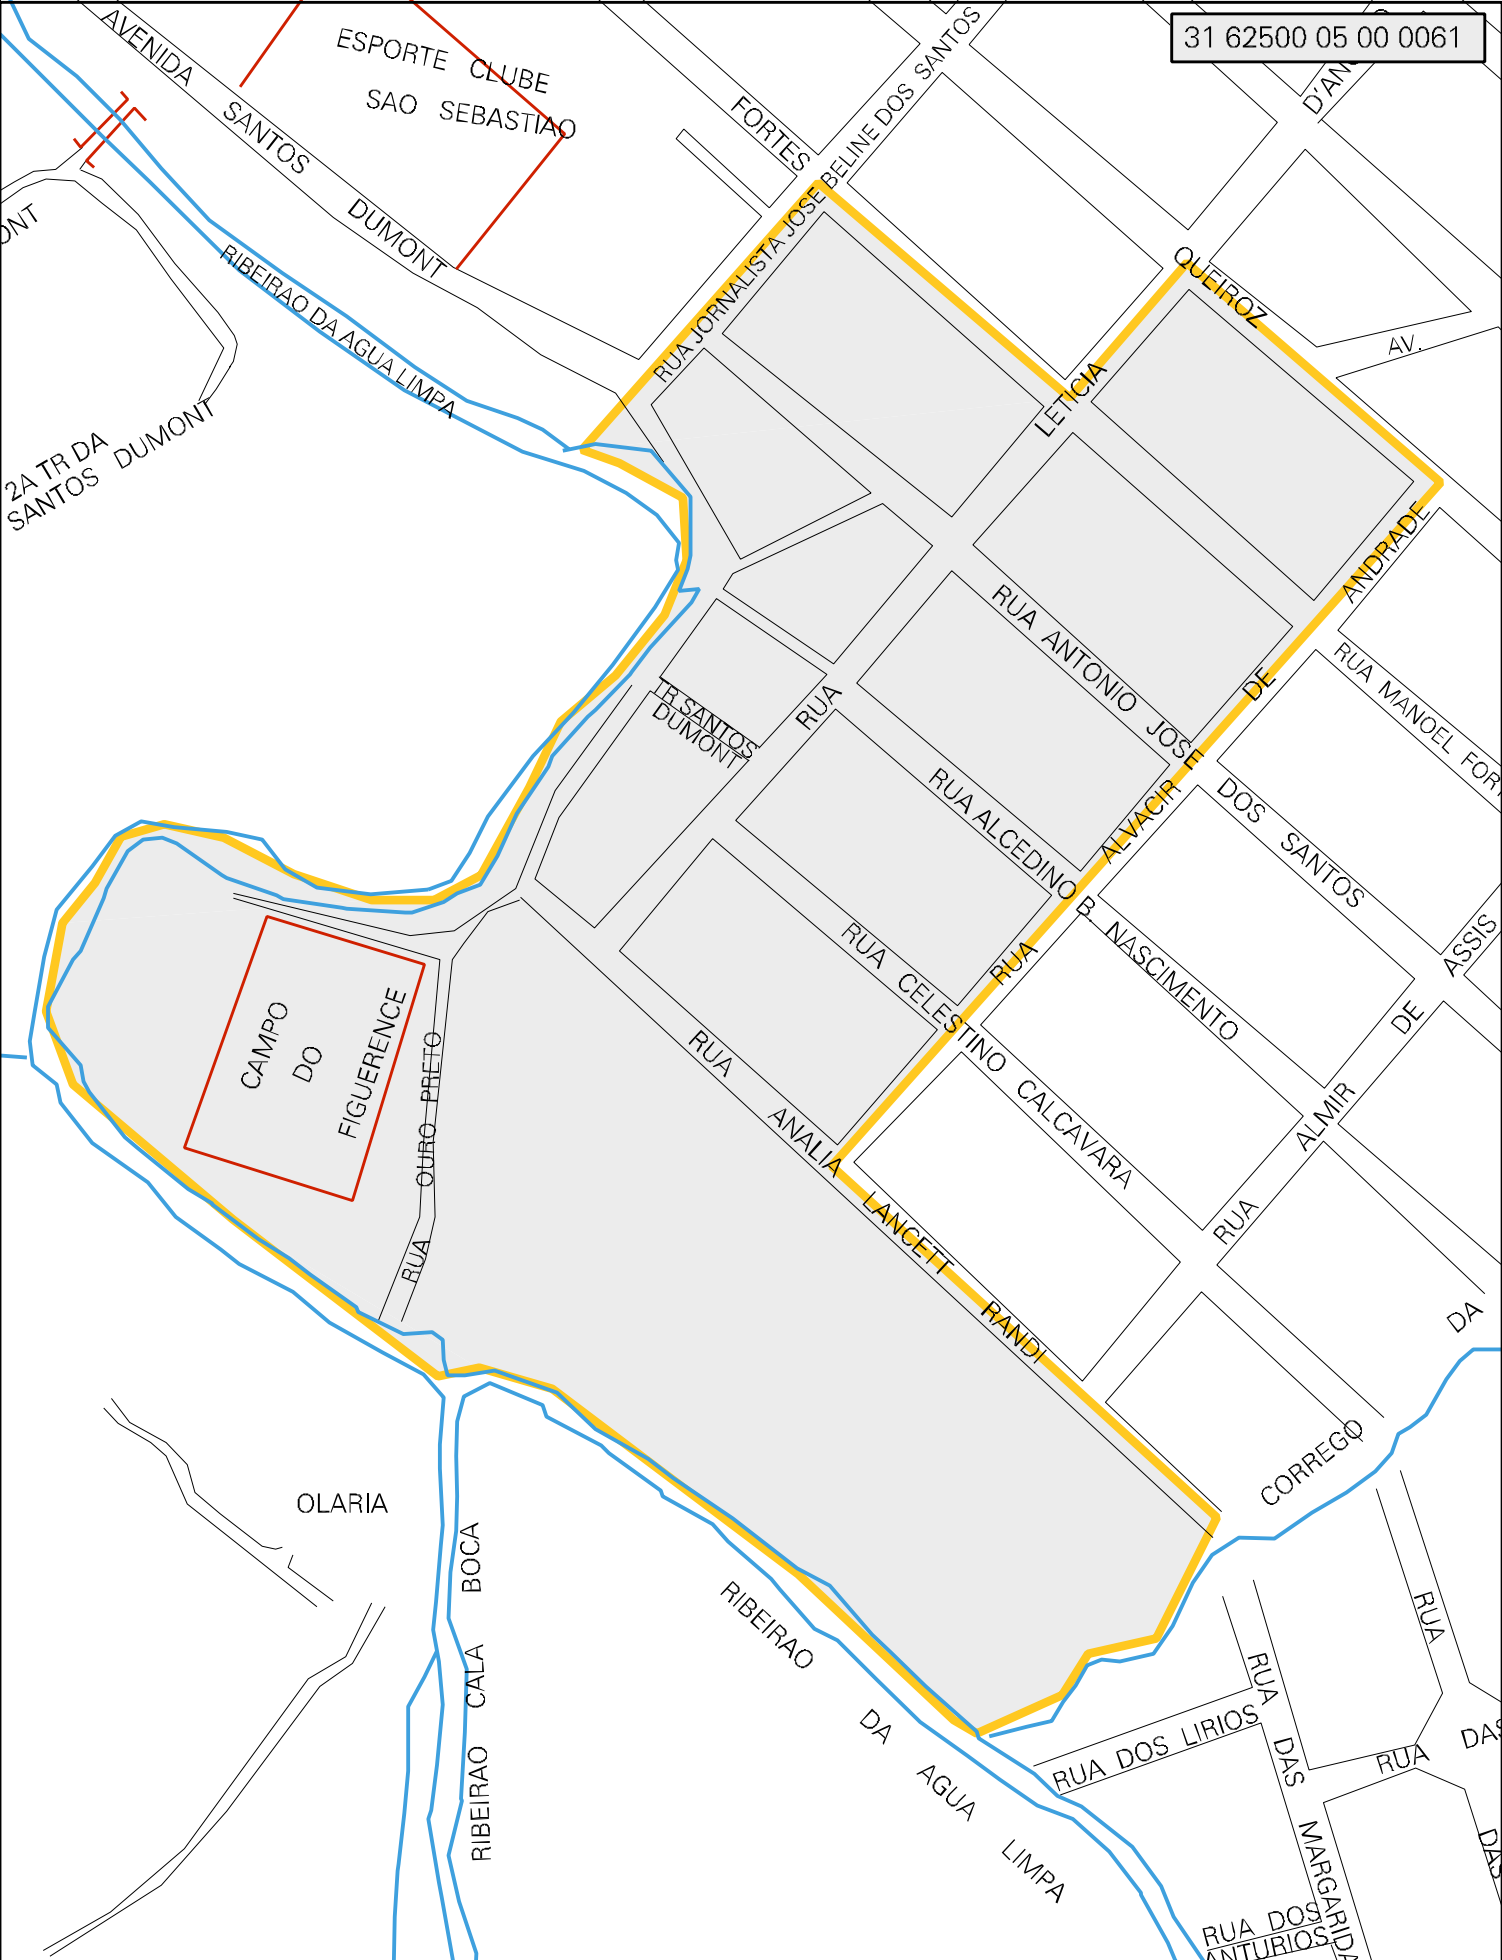 31 62500 05 00 0061
AVENIDA SANTOS DUMONT
ESPORTE CLUBE
SAO SEBASTIAO
FORTES
RUA JORNALISTA JOSE BELINE DOS SANTOS
QUEIROZ
AV.
RIBEIRAO DA AGUA LIMPA
2A TR DA
SANTOS DUMONT
LETICIA
RUA
RUA ALVACIR DE ANDRADE
RUA ANTONIO JOSE DOS SANTOS
RUA MANOEL
TR SANTOS
DUMONT
RUA ALCEDINO B. NASCIMENTO
RUA CELESTINO CALCAVARA
RUA ALMIR DE ASSIS
RUA ANALIA LANCETT RANDI
CAMPO
DO
FIGUERENCE
RUA OURO PRETO
CORREGO DA
OLARIA
RIBEIRAO CALA BOCA
RIBEIRAO DA AGUA LIMPA
RUA DOS LIRIOS
RUA DAS
RUA
RUA DAS
DAS
RUA DOS
ANTURIOS